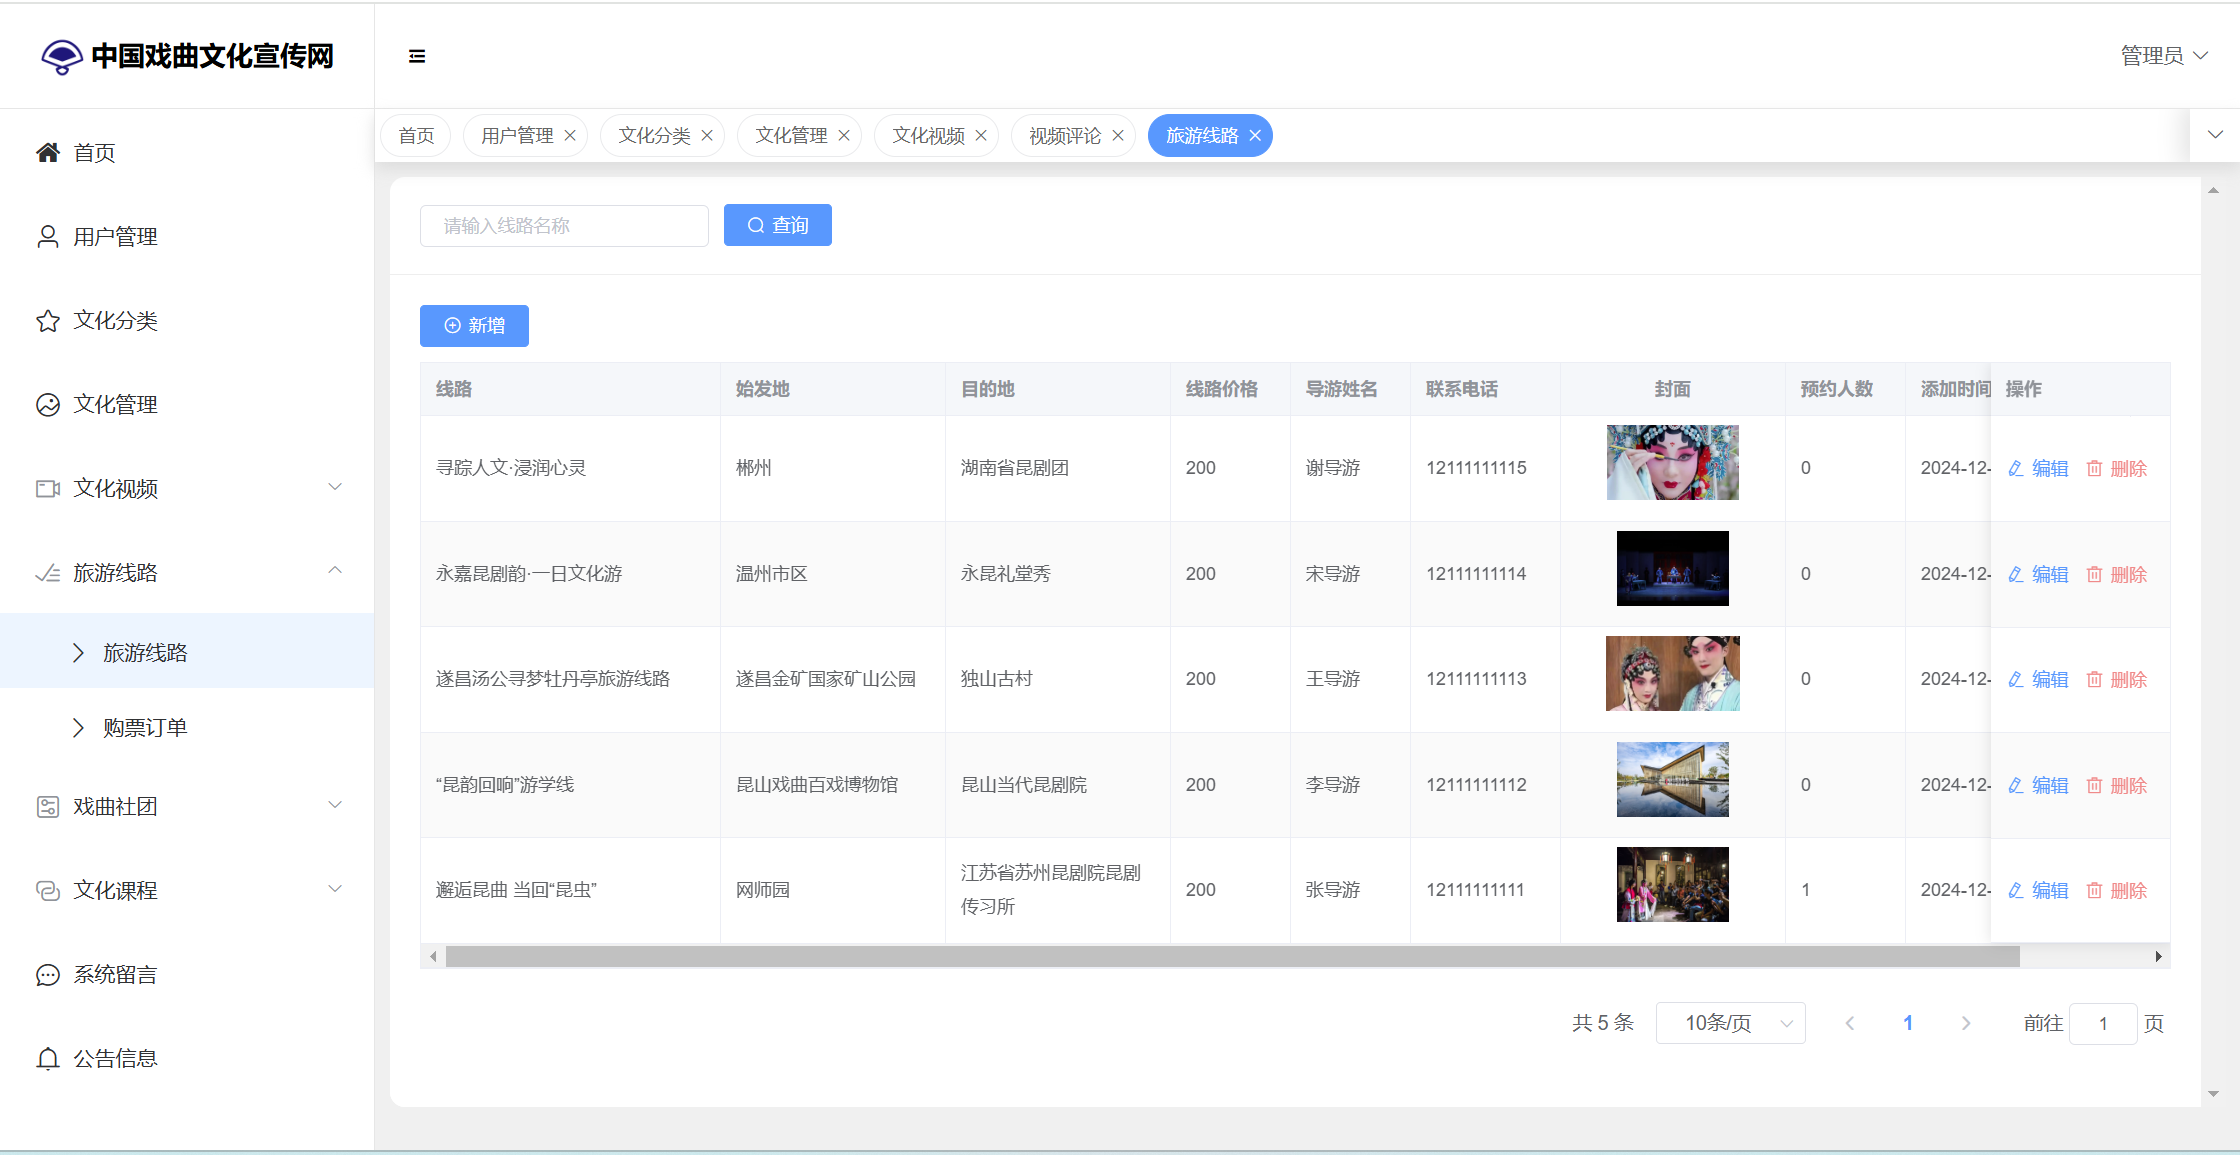 中国戏曲文化宣传网
管理员
首页
用户管理
文化分类
文化管理
文化视频
旅游线路
旅游线路
购票订单
戏曲社团
文化课程
系统留言
公告信息
首页 用户管理 文化分类 文化管理 文化视频 视频评论 旅游线路
请输入线路名称 查询
新增
线路 始发地 目的地 线路价格 导游姓名 联系电话 封面 预约人数 添加时间 操作
寻踪人文·浸润心灵 郴州 湖南省昆剧团 200 谢导游 12111111115 0 2024-12- 编辑 删除
永嘉昆剧韵·一日文化游 温州市区 永昆礼堂秀 200 宋导游 12111111114 0 2024-12- 编辑 删除
遂昌汤公寻梦牡丹亭旅游线路 遂昌金矿国家矿山公园 独山古村 200 王导游 12111111113 0 2024-12- 编辑 删除
“昆韵回响”游学线 昆山戏曲百戏博物馆 昆山当代昆剧院 200 李导游 12111111112 0 2024-12- 编辑 删除
邂逅昆曲 当回“昆虫” 网师园 江苏省苏州昆剧院昆剧
传习所 200 张导游 12111111111 1 2024-12- 编辑 删除
共 5 条 10条/页 1 前往 1 页